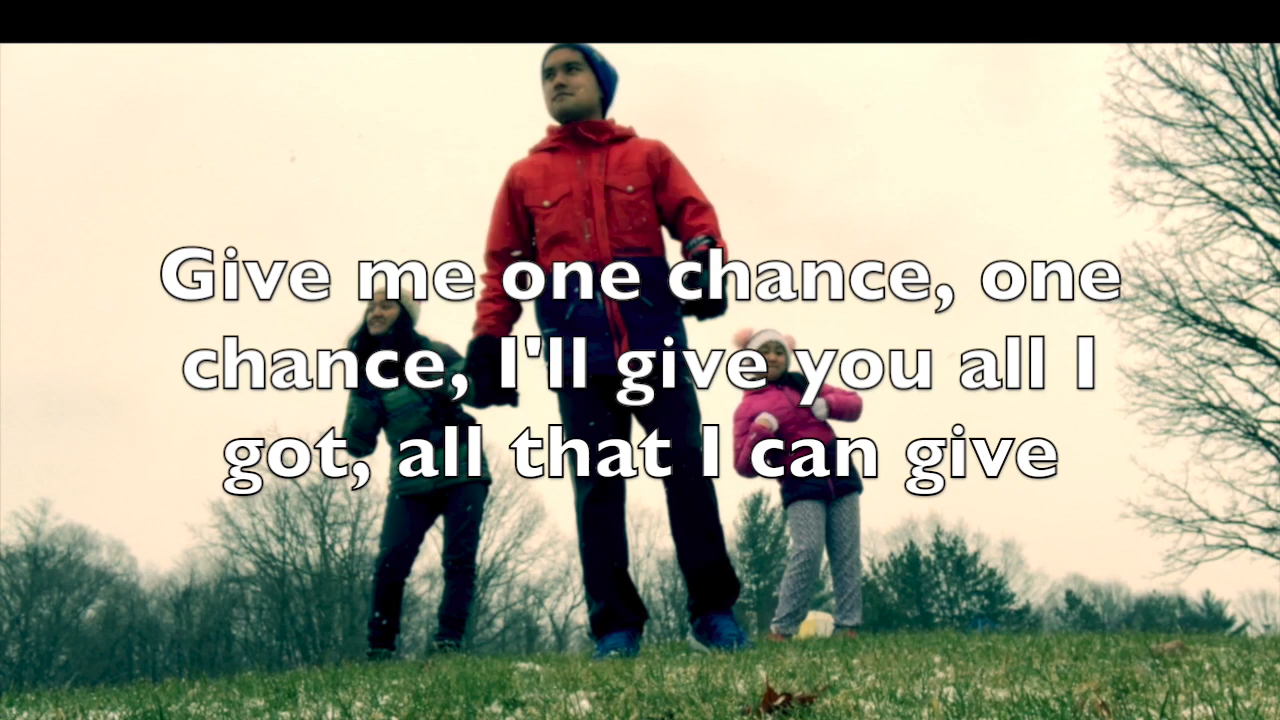 Give me one chance, one
chance, I'll give you all I
got, all that I can give